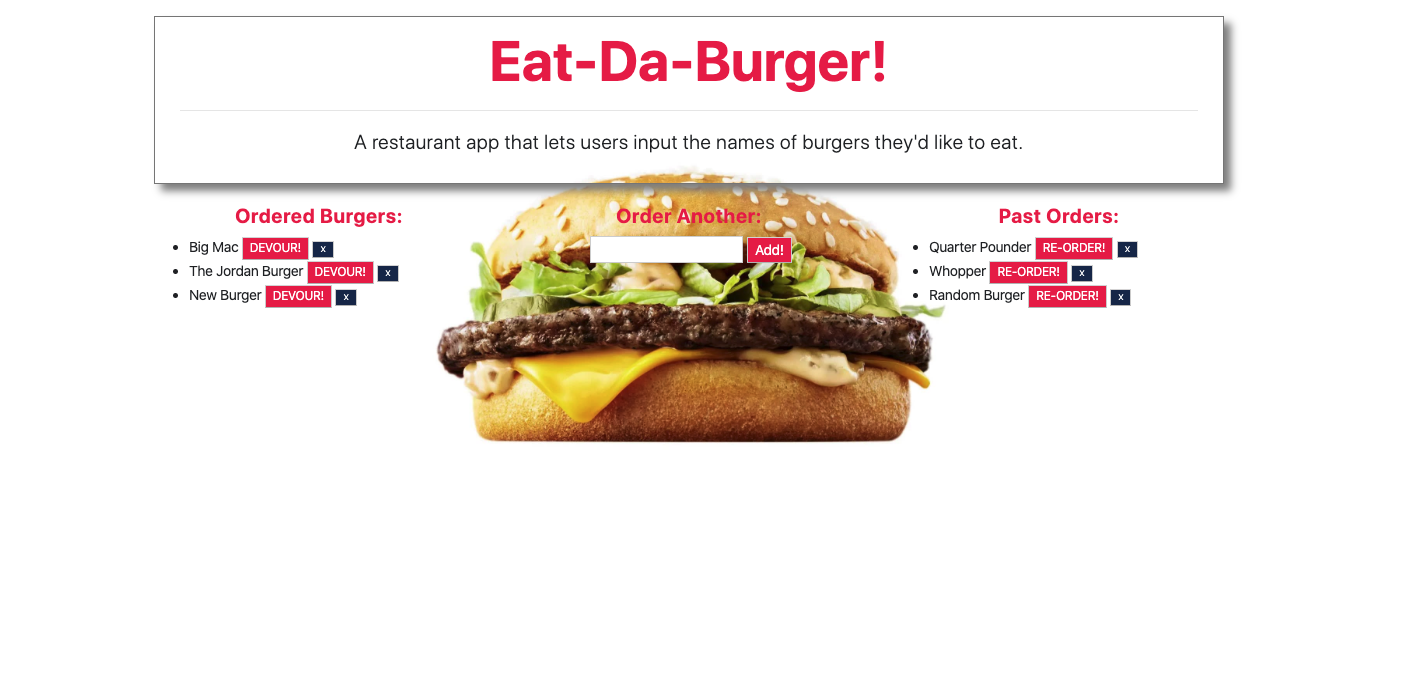 Eat-Da-Burger!
A restaurant app that lets users input the names of burgers they'd like to eat.
Ordered Burgers:
Big Mac DEVOUR! x
The Jordan Burger DEVOUR! x
New Burger DEVOUR! x
Order Another:
Add!
Past Orders:
Quarter Pounder RE-ORDER! x
Whopper RE-ORDER! x
Random Burger RE-ORDER! x